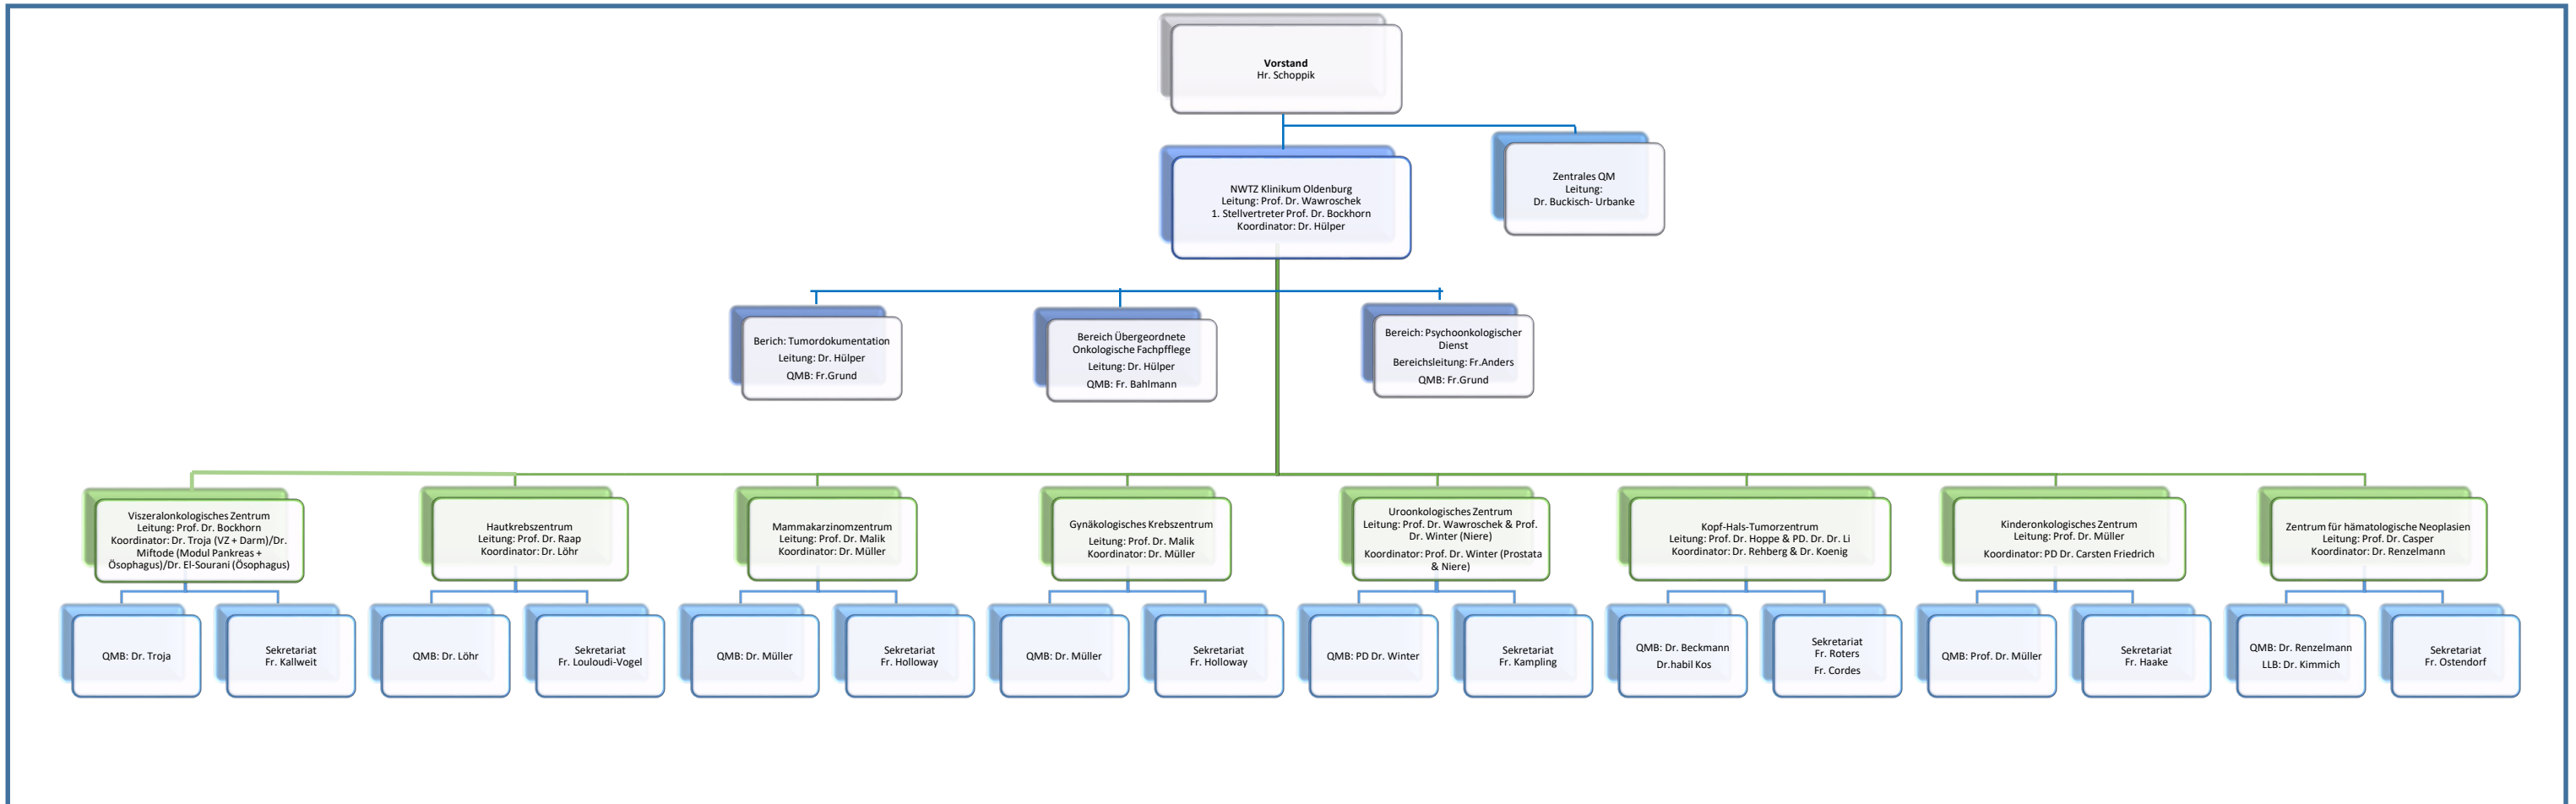 Vorstand
Hr. Schoppik
NWTZ Klinikum Oldenburg
Leitung: Prof. Dr. Wawroschek
1. Stellvertreter Prof. Dr. Bockhorn
Koordinator: Dr. Hülper
Zentrales QM
Leitung:
Dr. Buckisch- Urbanke
Berich: Tumordokumentation
Leitung: Dr. Hülper
QMB: Fr.Grund
Bereich Übergeordnete
Onkologische Fachpfflege
Leitung: Dr. Hülper
QMB: Fr. Bahlmann
Bereich: Psychoonkologischer
Dienst
Bereichsleitung: Fr.Anders
QMB: Fr.Grund
Viszeralonkologisches Zentrum
Leitung: Prof. Dr. Bockhorn
Koordinator: Dr. Troja (VZ + Darm)/Dr.
Miftode (Modul Pankreas +
Ösophagus)/Dr. El-Sourani (Ösophagus)
Hautkrebszentrum
Leitung: Prof. Dr. Raap
Koordinator: Dr. Löhr
Mammakarzinomzentrum
Leitung: Prof. Dr. Malik
Koordinator: Dr. Müller
Gynäkologisches Krebszentrum
Leitung: Prof. Dr. Malik
Koordinator: Dr. Müller
Uroonkologisches Zentrum
Leitung: Prof. Dr. Wawroschek & Prof.
Dr. Winter (Niere)
Koordinator: Prof. Dr. Winter (Prostata
& Niere)
Kopf-Hals-Tumorzentrum
Leitung: Prof. Dr. Hoppe & PD. Dr. Dr. Li
Koordinator: Dr. Rehberg & Dr. Koenig
Kinderonkologisches Zentrum
Leitung: Prof. Dr. Müller
Koordinator: PD Dr. Carsten Friedrich
Zentrum für hämatologische Neoplasien
Leitung: Prof. Dr. Casper
Koordinator: Dr. Renzelmann
QMB: Dr. Troja
Sekretariat
Fr. Kallweit
QMB: Dr. Löhr
Sekretariat
Fr. Louloudi-Vogel
QMB: Dr. Müller
Sekretariat
Fr. Holloway
QMB: Dr. Müller
Sekretariat
Fr. Holloway
QMB: PD Dr. Winter
Sekretariat
Fr. Kampling
QMB: Dr. Beckmann
Dr.habil Kos
Sekretariat
Fr. Roters
Fr. Cordes
QMB: Prof. Dr. Müller
Sekretariat
Fr. Haake
QMB: Dr. Renzelmann
LLB: Dr. Kimmich
Sekretariat
Fr. Ostendorf